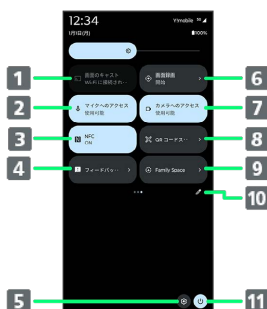 12:34
Y!mobile
1月1日(月)
100%
1
画面のキャスト
Wi-Fi に接続され…
画面録画
開始
6
2
マイクへのアクセス
使用可能
カメラへのアクセス
使用可能
7
3
NFC
ON
QR コードス…
8
4
フィードバッ…
Family Space
9
10
5
11